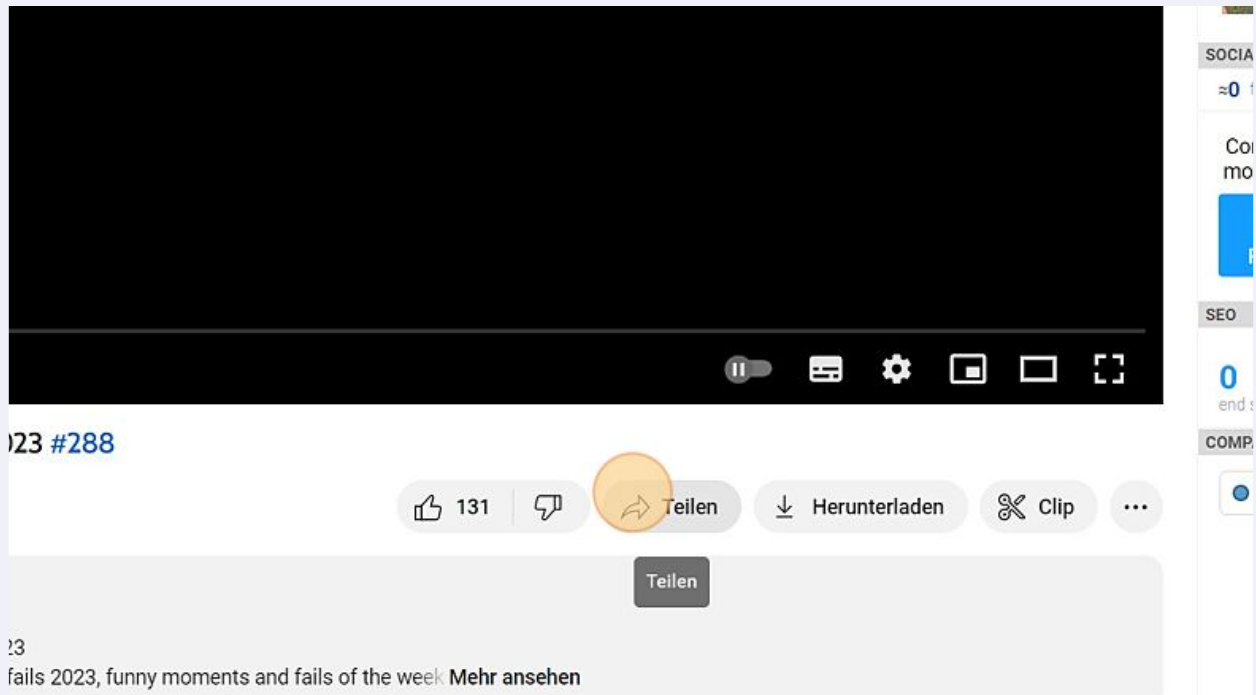 SOCIA
≈0
Co
mo
SEO
0
end s
COMP
023 #288
131
Teilen
Herunterladen
Clip
Teilen
23
fails 2023, funny moments and fails of the week Mehr ansehen